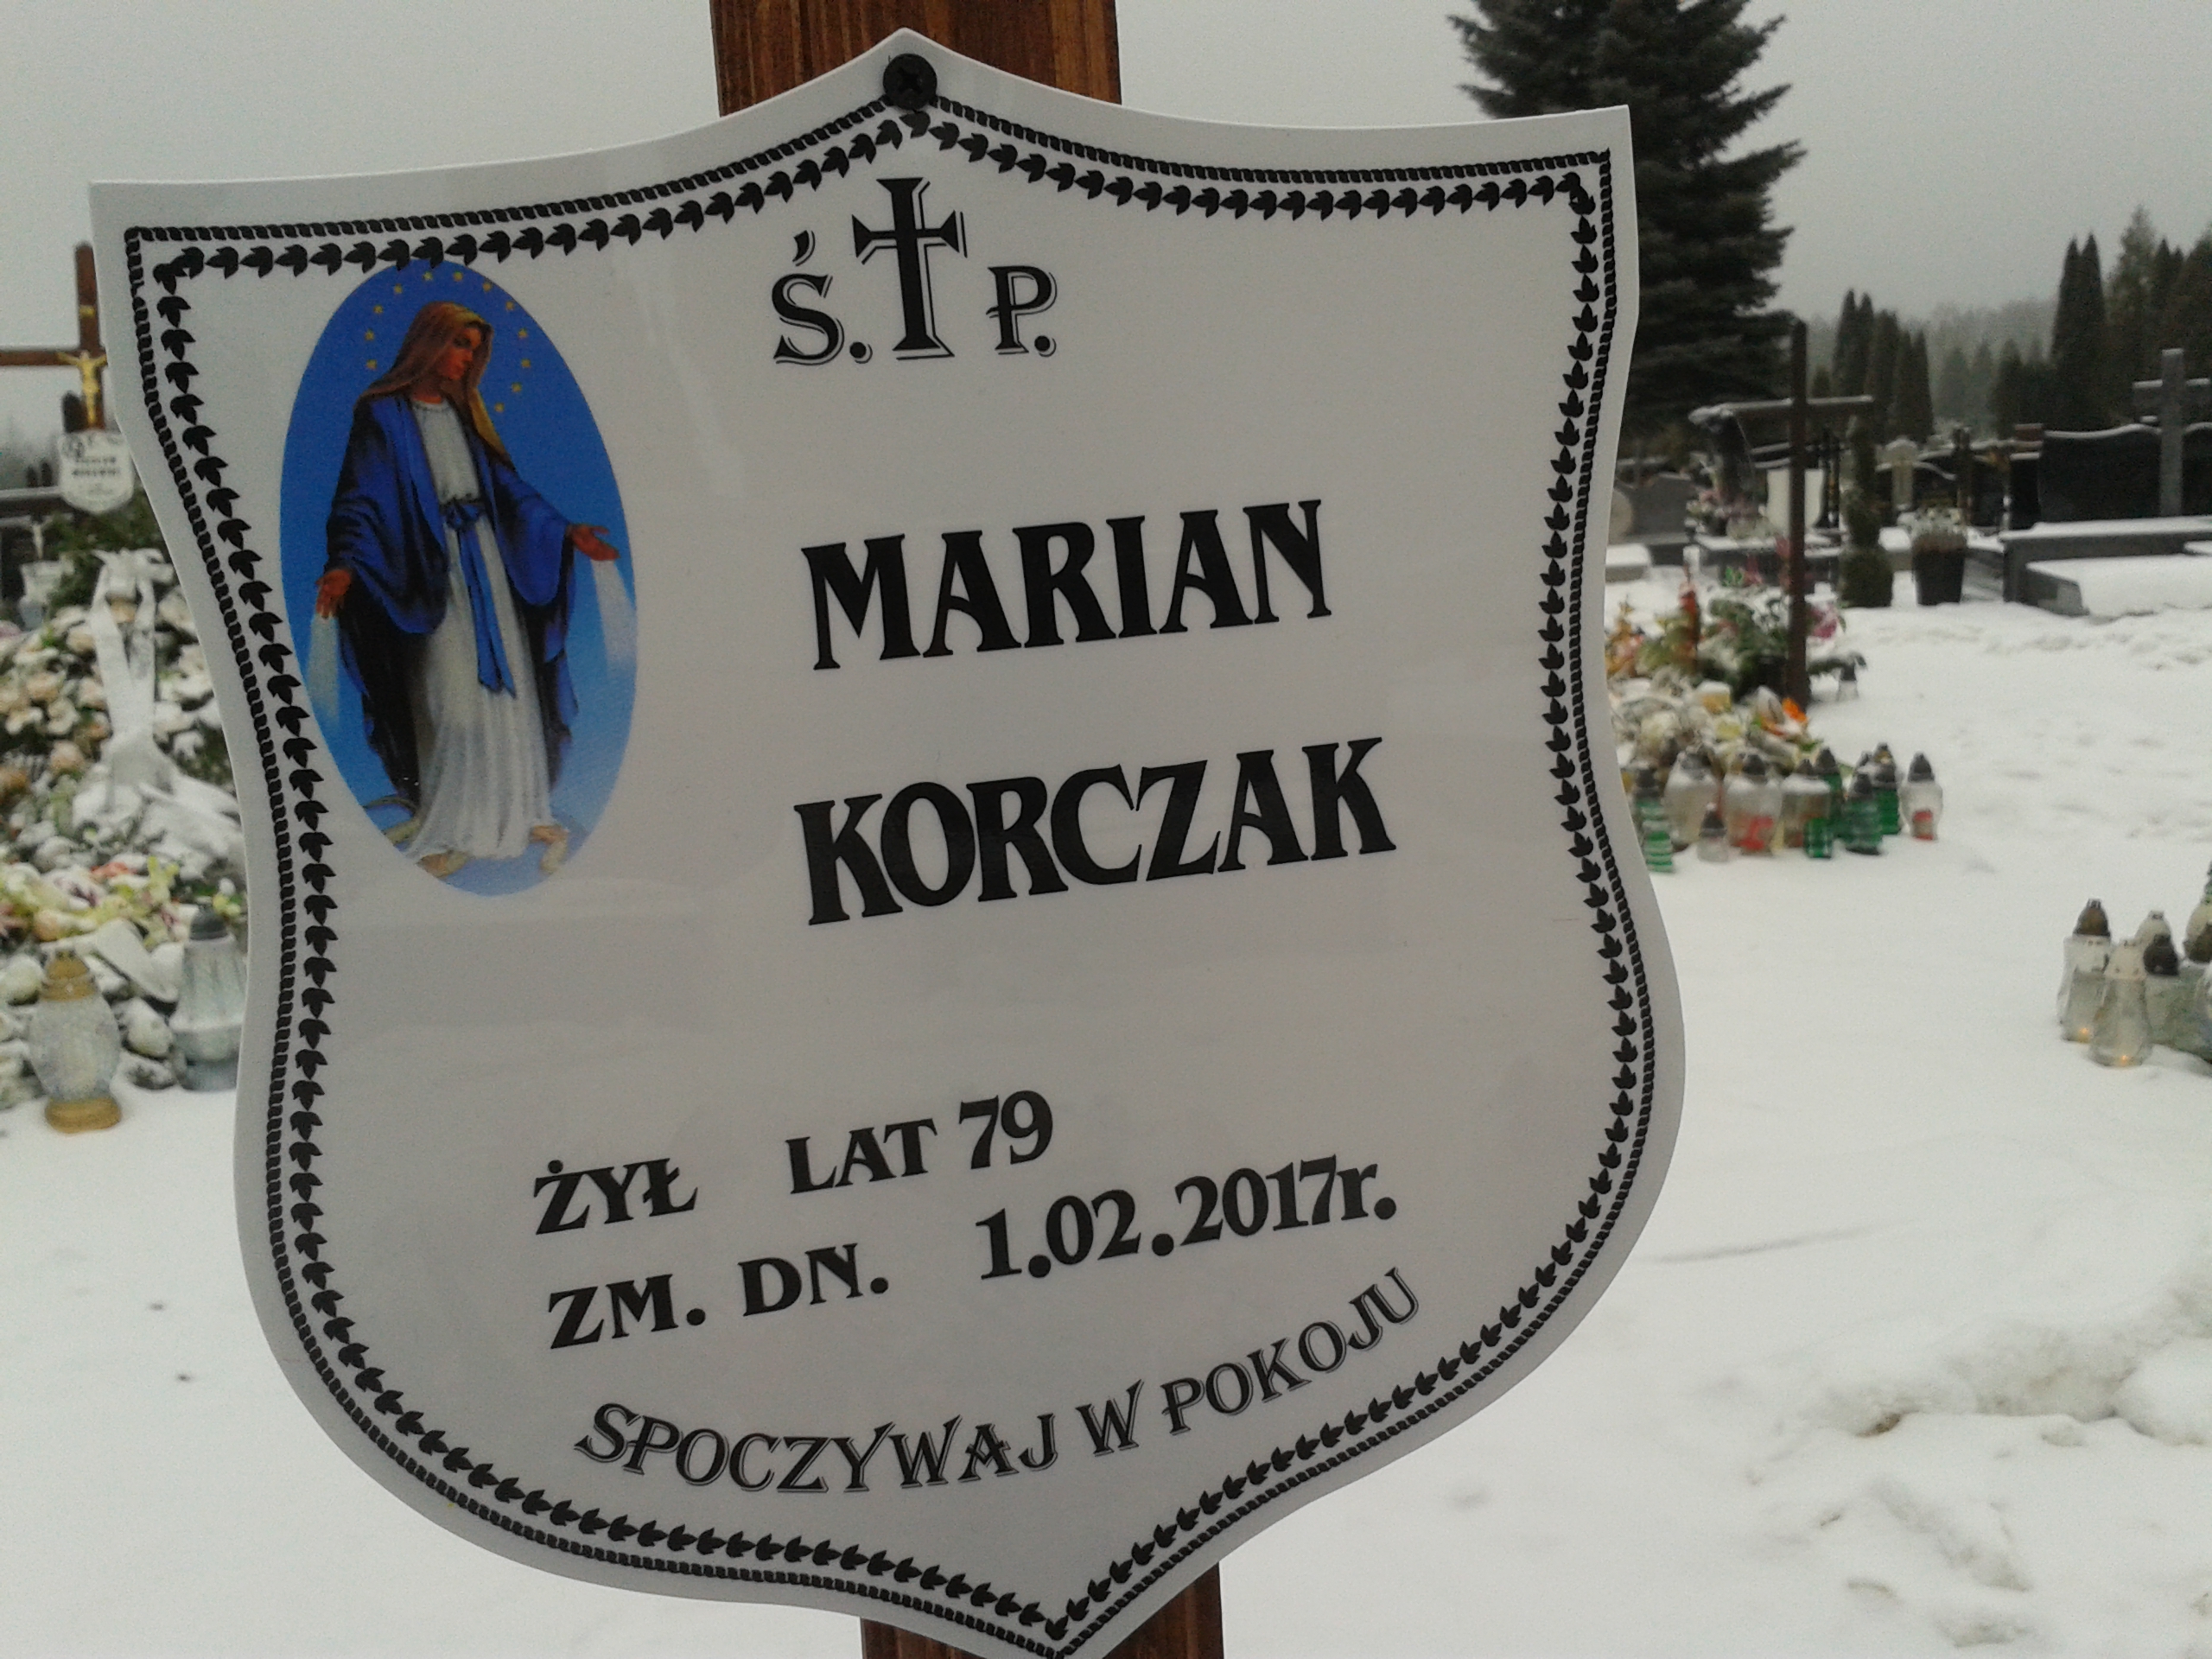 Ś. P.
MARIAN
KORCZAK
ŻYŁ LAT 79
ZM. DN. 1.02.2017r.
SPOCZYWAJ W POKOJU